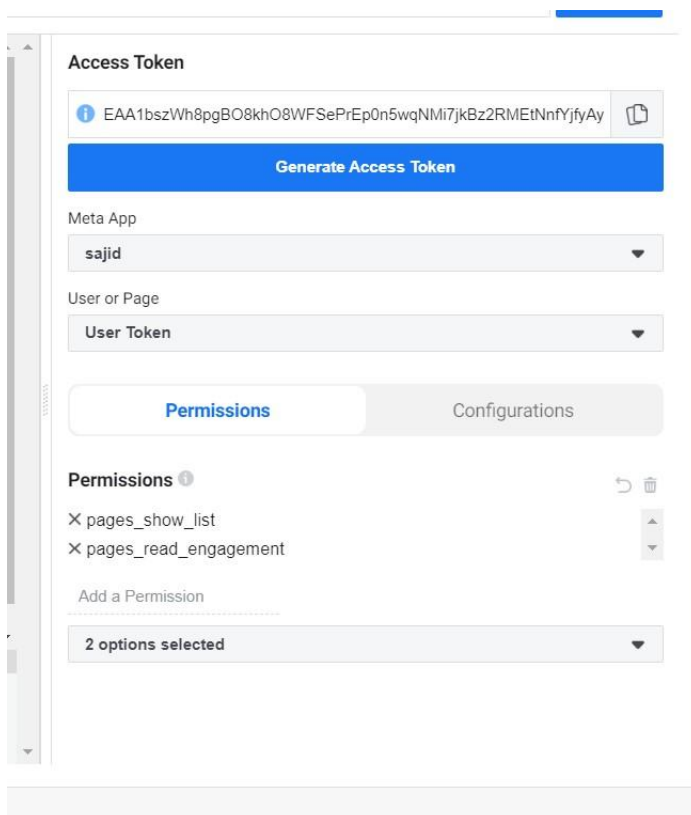 Access Token
EAA1bszWh8pgBO8khO8WFSePrEp0n5wqNMi7jkBz2RMEtNnfYjfyAy
Generate Access Token
Meta App
sajid
User or Page
User Token
Permissions Configurations
Permissions
pages_show_list
pages_read_engagement
Add a Permission
2 options selected